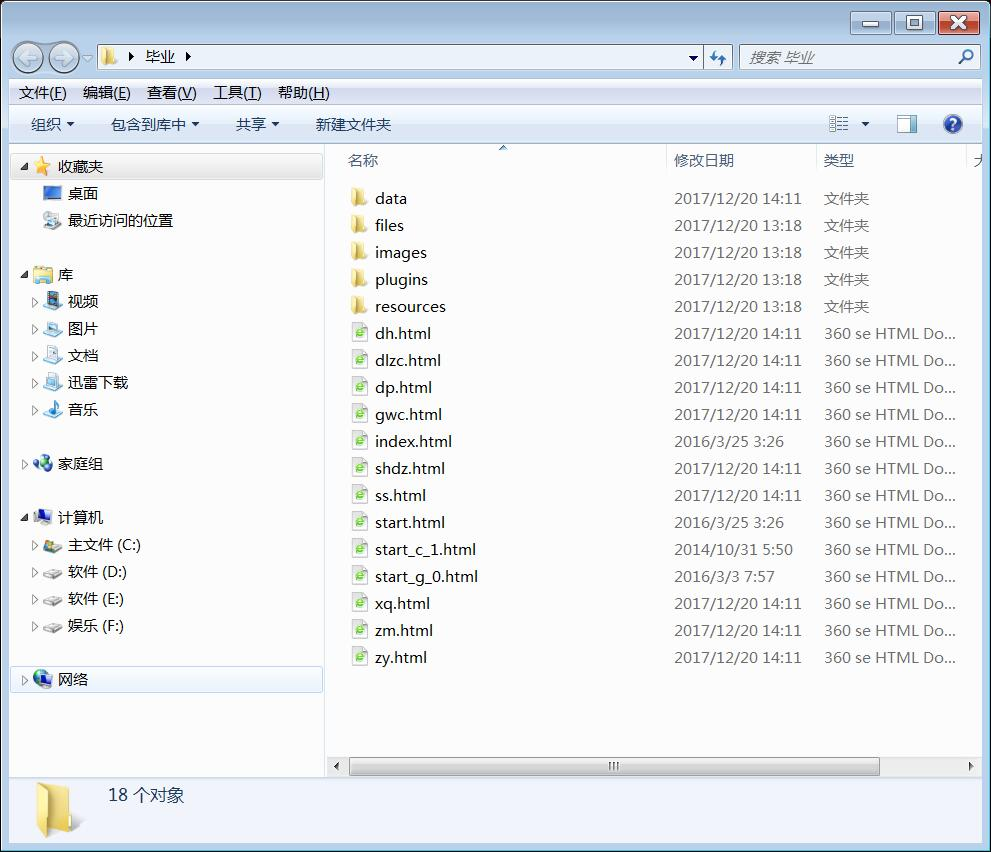 毕业
搜索 毕业
文件(F) 编辑(E) 查看(V) 工具(T) 帮助(H)
组织 包含到库中 共享 新建文件夹
收藏夹
桌面
最近访问的位置
库
视频
图片
文档
迅雷下载
音乐
家庭组
计算机
主文件 (C:)
软件 (D:)
软件 (E:)
娱乐 (F:)
网络
名称 修改日期 类型
data 2017/12/20 14:11 文件夹
files 2017/12/20 13:18 文件夹
images 2017/12/20 13:18 文件夹
plugins 2017/12/20 13:18 文件夹
resources 2017/12/20 13:18 文件夹
dh.html 2017/12/20 14:11 360 se HTML Do...
dlzc.html 2017/12/20 14:11 360 se HTML Do...
dp.html 2017/12/20 14:11 360 se HTML Do...
gwc.html 2017/12/20 14:11 360 se HTML Do...
index.html 2016/3/25 3:26 360 se HTML Do...
shdz.html 2017/12/20 14:11 360 se HTML Do...
ss.html 2017/12/20 14:11 360 se HTML Do...
start.html 2016/3/25 3:26 360 se HTML Do...
start_c_1.html 2014/10/31 5:50 360 se HTML Do...
start_g_0.html 2016/3/3 7:57 360 se HTML Do...
xq.html 2017/12/20 14:11 360 se HTML Do...
zm.html 2017/12/20 14:11 360 se HTML Do...
zy.html 2017/12/20 14:11 360 se HTML Do...
18 个对象